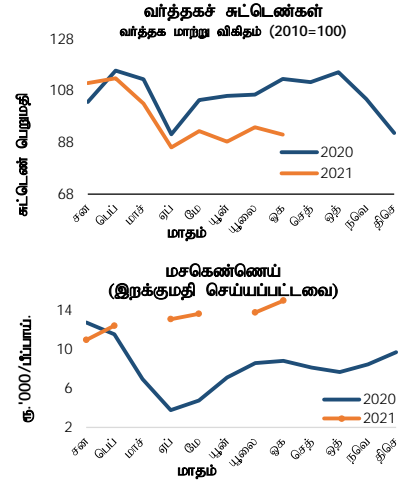 வர்த்தகச் சுட்டெண்கள்
வர்த்தக மாற்று விகிதம் (2010=100)
சுட்டெண் பெறுமதி
128
108
88
68
2020
2021
சன பெப் மாச் ஏப் மே யூன் யூலை ஓக செத் ஒத் நவெ திசெ
மாதம்
மசகெண்ணெய்
(இறக்குமதி செய்யப்பட்டவை)
ரூ.'000/பீப்பாய்.
14
10
6
2
2020
2021
சன பெப் மாச் ஏப் மே யூன் யூலை ஓக செத் ஒத் நவெ திசெ
மாதம்